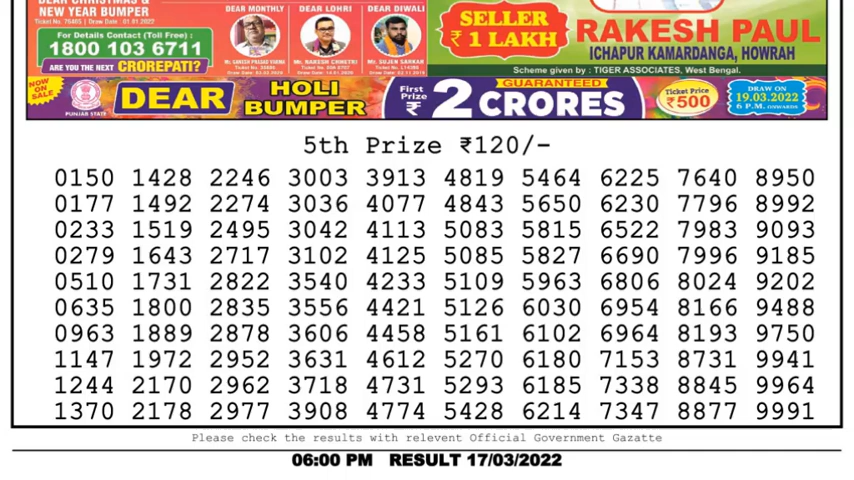 DEAR CHRISTMAS &
NEW YEAR BUMPER
For Details Contact (Toll Free) :
1800 103 6711
ARE YOU THE NEXT CROREPATI?
DEAR MONTHLY
DEAR LOHRI
DEAR DIWALI
SELLER
₹ 1 LAKH
RAKESH PAUL
ICHAPUR KAMARDANGA, HOWRAH
Scheme given by : TIGER ASSOCIATES, West Bengal.
NOW
ON
SALE
PUNJAB STATE
DEAR
HOLI
BUMPER
First
Prize
₹
2
GUARANTEED
CRORES
Ticket Price
₹500
DRAW ON
19.03.2022
6 P.M. ONWARDS
5th Prize ₹120/-
0150 1428 2246 3003 3913 4819 5464 6225 7640 8950
0177 1492 2274 3036 4077 4843 5650 6230 7796 8992
0233 1519 2495 3042 4113 5083 5815 6522 7983 9093
0279 1643 2717 3102 4125 5085 5827 6690 7996 9185
0510 1731 2822 3540 4233 5109 5963 6806 8024 9202
0635 1800 2835 3556 4421 5126 6030 6954 8166 9488
0963 1889 2878 3606 4458 5161 6102 6964 8193 9750
1147 1972 2952 3631 4612 5270 6180 7153 8731 9941
1244 2170 2962 3718 4731 5293 6185 7338 8845 9964
1370 2178 2977 3908 4774 5428 6214 7347 8877 9991
Please check the results with relevent Official Government Gazatte
06:00 PM RESULT 17/03/2022